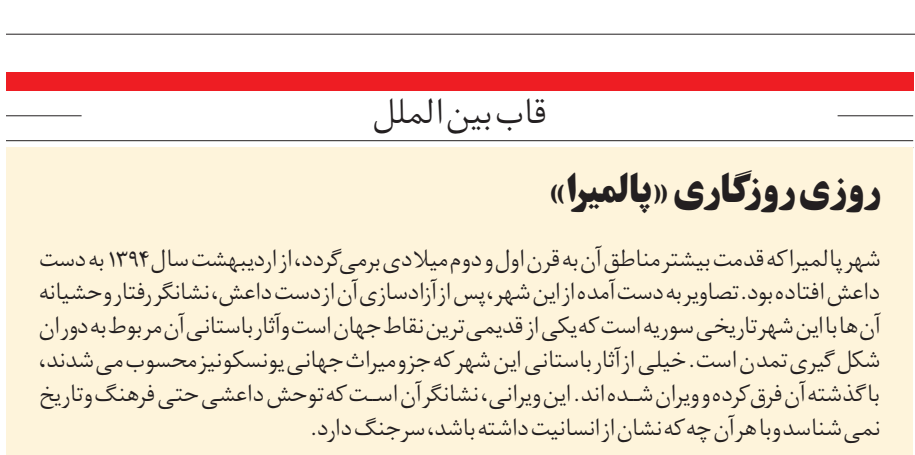 قاب بین الملل
روزی روزگاری «پالمیرا»
شهر پالمیرا که قدمت بیشتر مناطق آن به قرن اول و دوم میلادی برمی‌گردد، از اردیبهشت سال ۱۳۹۴ به دست
داعش افتاده بود. تصاویر به دست آمده از این شهر، پس از آزادسازی آن از دست داعش، نشانگر رفتار وحشیانه
آن ها با این شهر تاریخی سوریه است که یکی از قدیمی ترین نقاط جهان است و آثار باستانی آن مربوط به دوران
شکل گیری تمدن است. خیلی از آثار باستانی این شهر که جزو میراث جهانی یونسکو نیز محسوب می شدند،
با گذشته آن فرق کرده و ویران شده اند. این ویرانی، نشانگر آن است که توحش داعشی حتی فرهنگ و تاریخ
نمی شناسد و با هر آن چه که نشان از انسانیت داشته باشد، سر جنگ دارد.